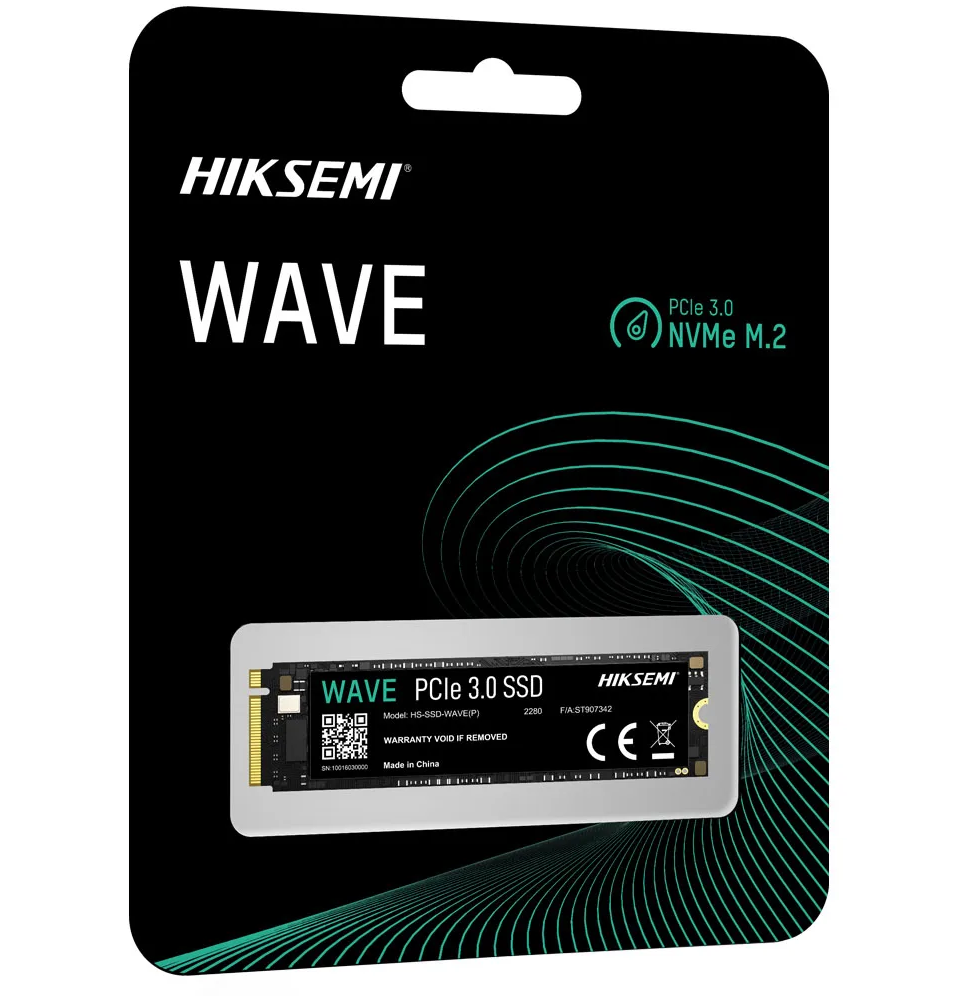 HIKSEMI®
WAVE
PCIe 3.0
NVMe M.2
WAVE PCIe 3.0 SSD
HIKSEMI®
Model: HS-SSD-WAVE(P) 2280 F/A:ST907342
WARRANTY VOID IF REMOVED
CE
SN:10016030000
Made in China